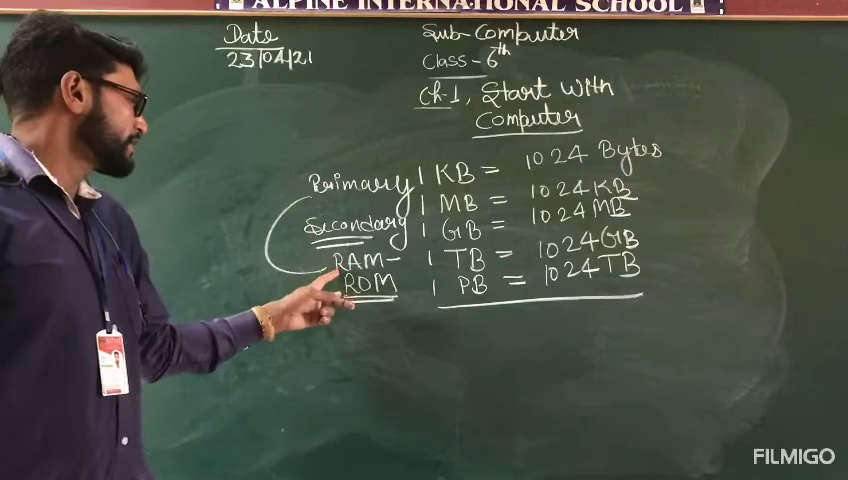 ALPINE INTERNATIONAL SCHOOL
Date
23/04/21
Sub- Computer
Class - 6th
Ch-1, Start with
Computer
Primary
Secondary
RAM-
ROM
1 KB = 1024 Bytes
1 MB = 1024 KB
1 GB = 1024 MB
1 TB = 1024 GB
1 PB = 1024 TB
FILMIGO